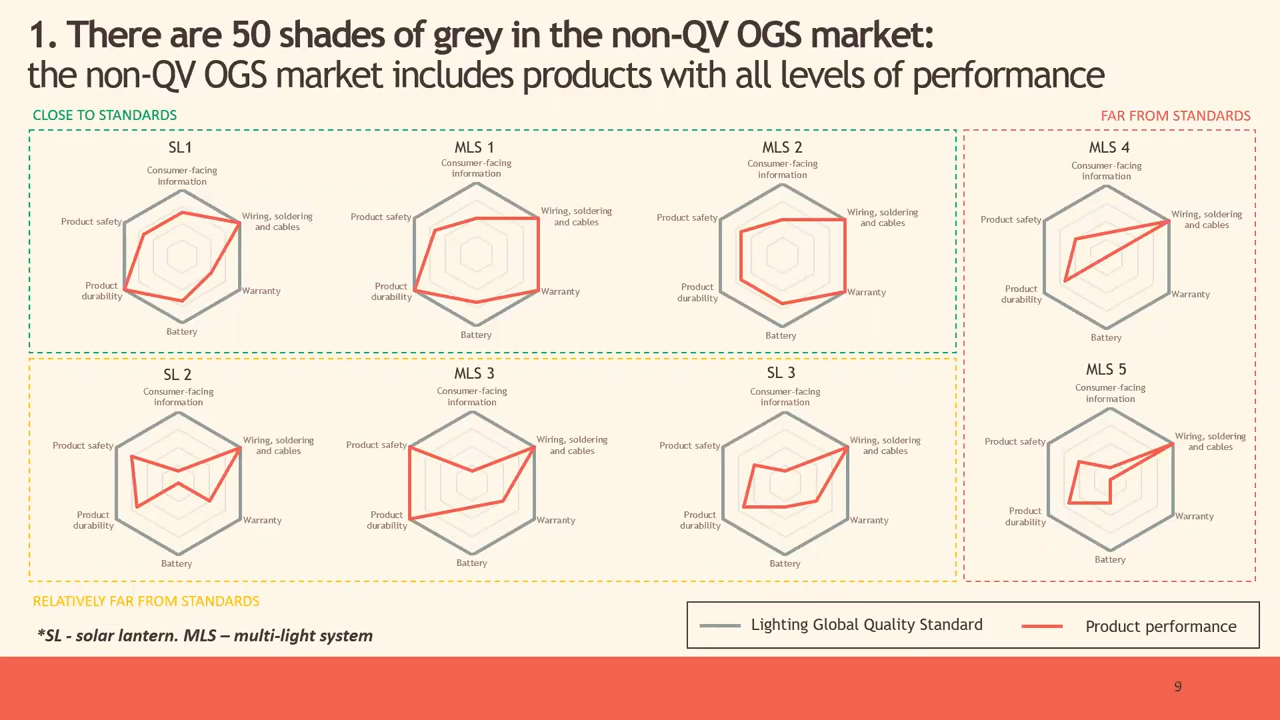 1. There are 50 shades of grey in the non-QV OGS market:
the non-QV OGS market includes products with all levels of performance
CLOSE TO STANDARDS
FAR FROM STANDARDS
SL1
Consumer-facing
information
Product safety
Wiring, soldering
and cables
Product
durability
Warranty
Battery
MLS 1
Consumer-facing
information
Product safety
Wiring, soldering
and cables
Product
durability
Warranty
Battery
MLS 2
Consumer-facing
information
Product safety
Wiring, soldering
and cables
Product
durability
Warranty
Battery
MLS 4
Consumer-facing
information
Product safety
Wiring, soldering
and cables
Product
durability
Warranty
Battery
SL 2
Consumer-facing
information
Product safety
Wiring, soldering
and cables
Product
durability
Warranty
Battery
MLS 3
Consumer-facing
information
Product safety
Wiring, soldering
and cables
Product
durability
Warranty
Battery
SL 3
Consumer-facing
information
Product safety
Wiring, soldering
and cables
Product
durability
Warranty
Battery
MLS 5
Consumer-facing
information
Product safety
Wiring, soldering
and cables
Product
durability
Warranty
Battery
RELATIVELY FAR FROM STANDARDS
*SL - solar lantern. MLS – multi-light system
Lighting Global Quality Standard
Product performance
9